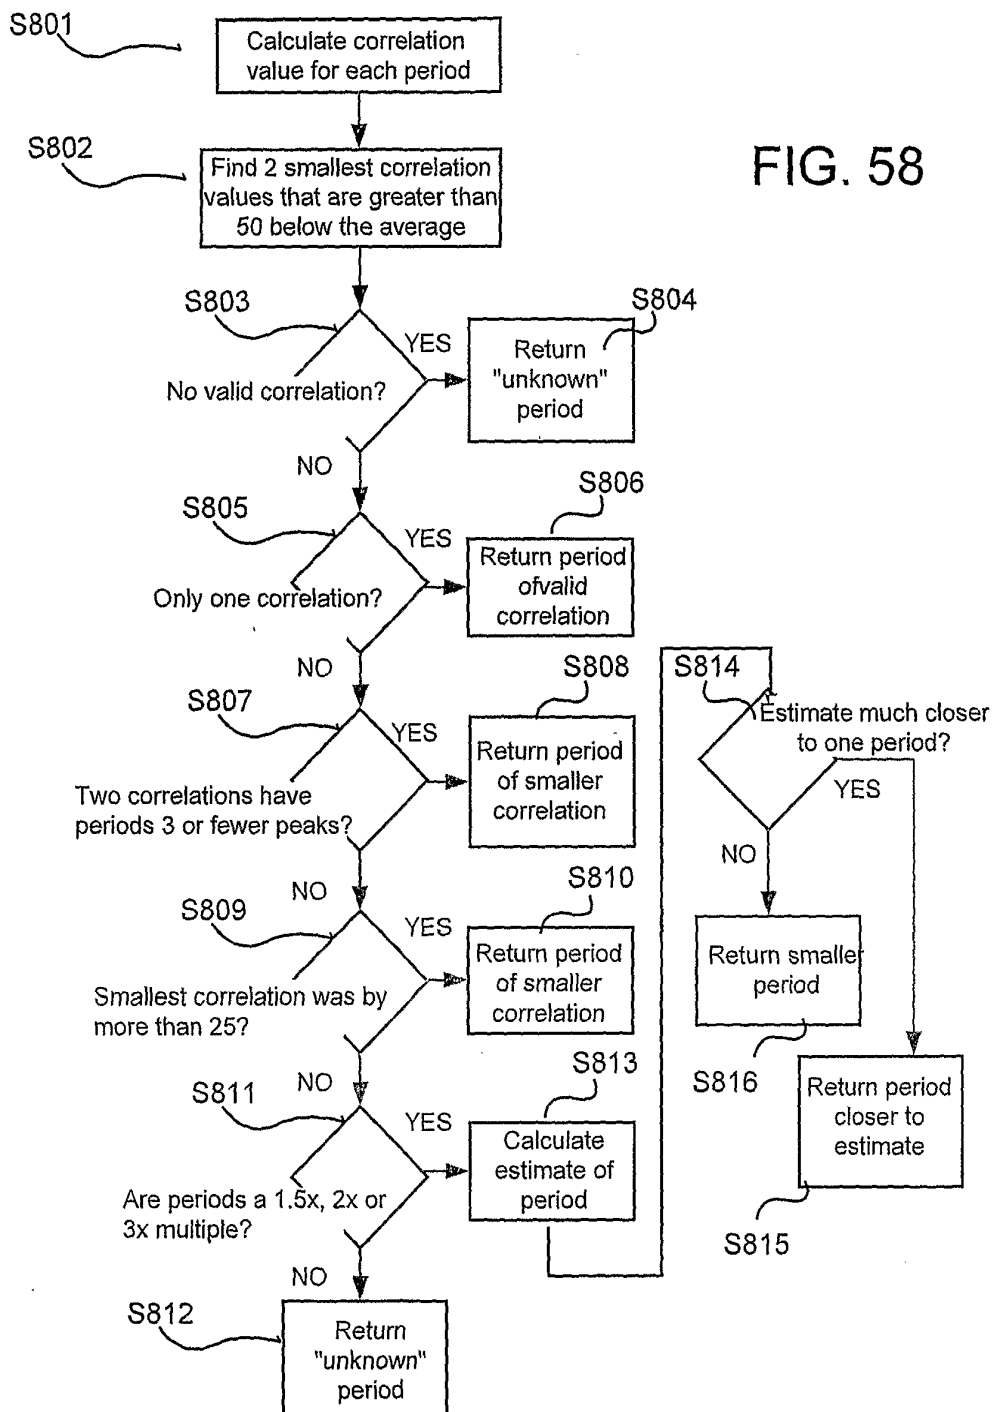 S801
Calculate correlation
value for each period
S802
Find 2 smallest correlation
values that are greater than
50 below the average
FIG. 58
S803
YES
No valid correlation?
S804
Return
"unknown"
period
NO
S805
YES
Only one correlation?
S806
Return period
ofvalid
correlation
NO
S807
YES
Two correlations have
periods 3 or fewer peaks?
S808
Return period
of smaller
correlation
NO
S809
YES
Smallest correlation was by
more than 25?
S810
Return period
of smaller
correlation
NO
S811
YES
Are periods a 1.5x, 2x or
3x multiple?
S813
Calculate
estimate of
period
NO
S812
Return
"unknown"
period
S814
Estimate much closer
to one period?
YES
NO
Return smaller
period
S816
Return period
closer to
estimate
S815